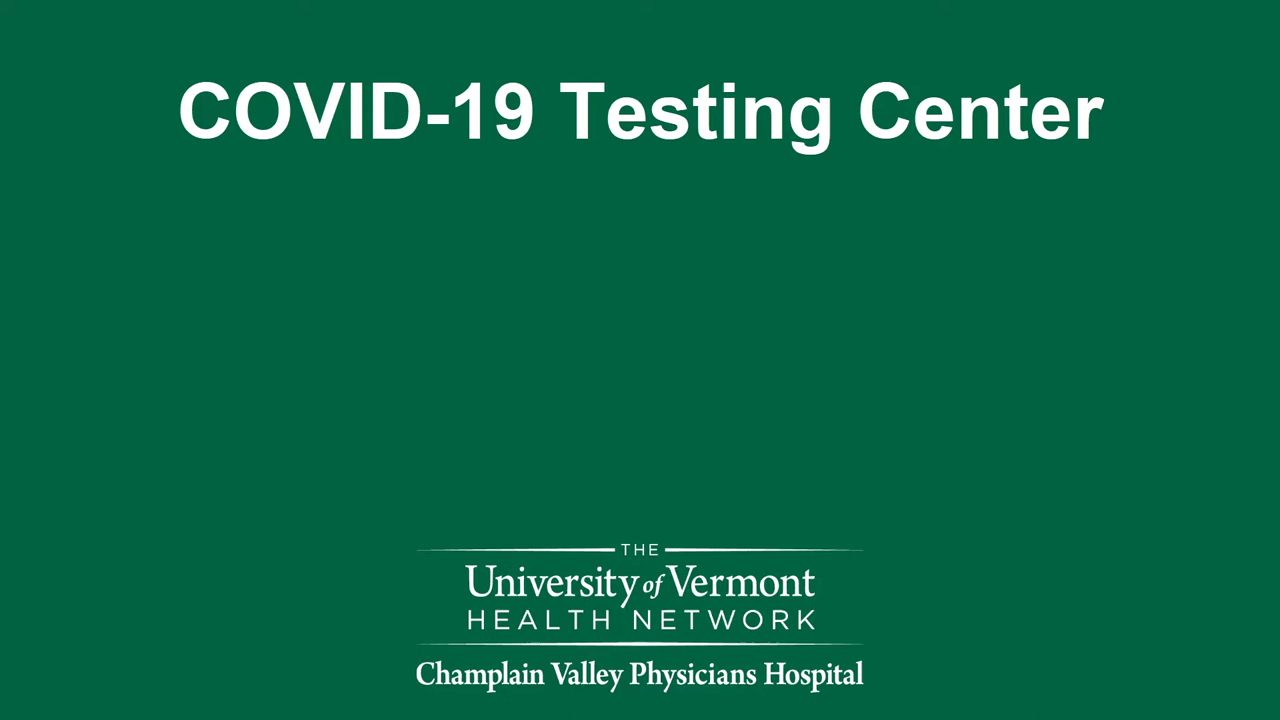 COVID-19 Testing Center
THE
University of Vermont
HEALTH NETWORK
Champlain Valley Physicians Hospital